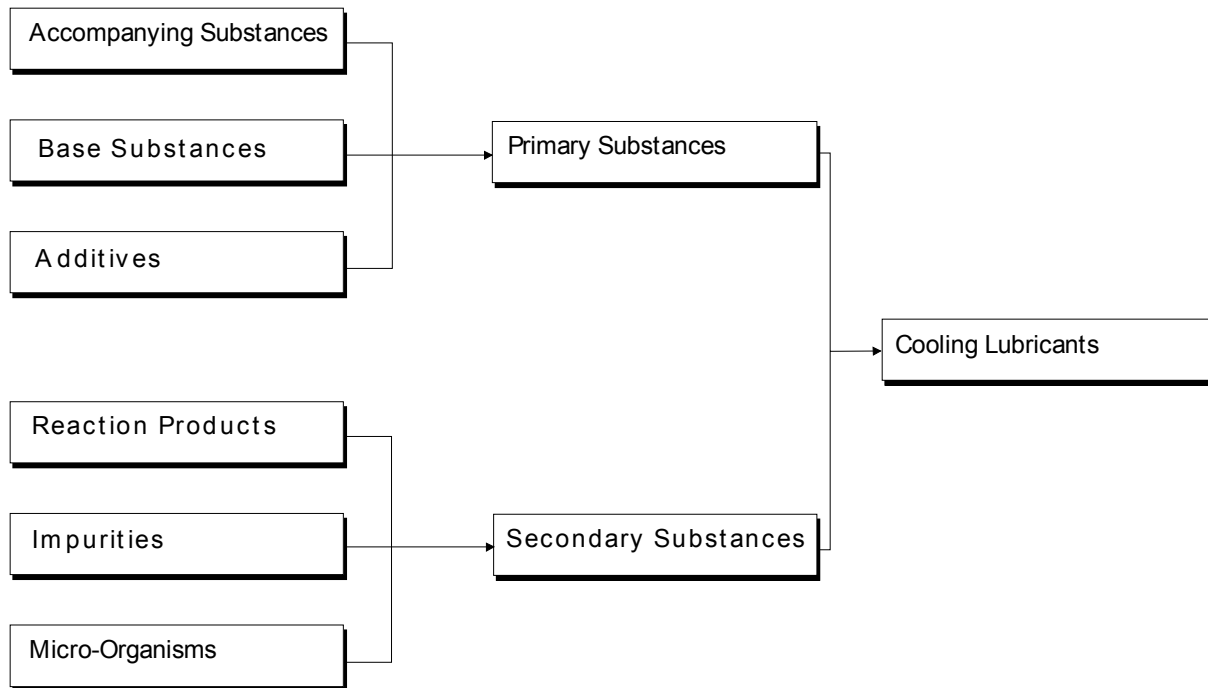 Accompanying Substances
Base Substances
Additives
Primary Substances
Cooling Lubricants
Reaction Products
Impurities
Micro-Organisms
Secondary Substances